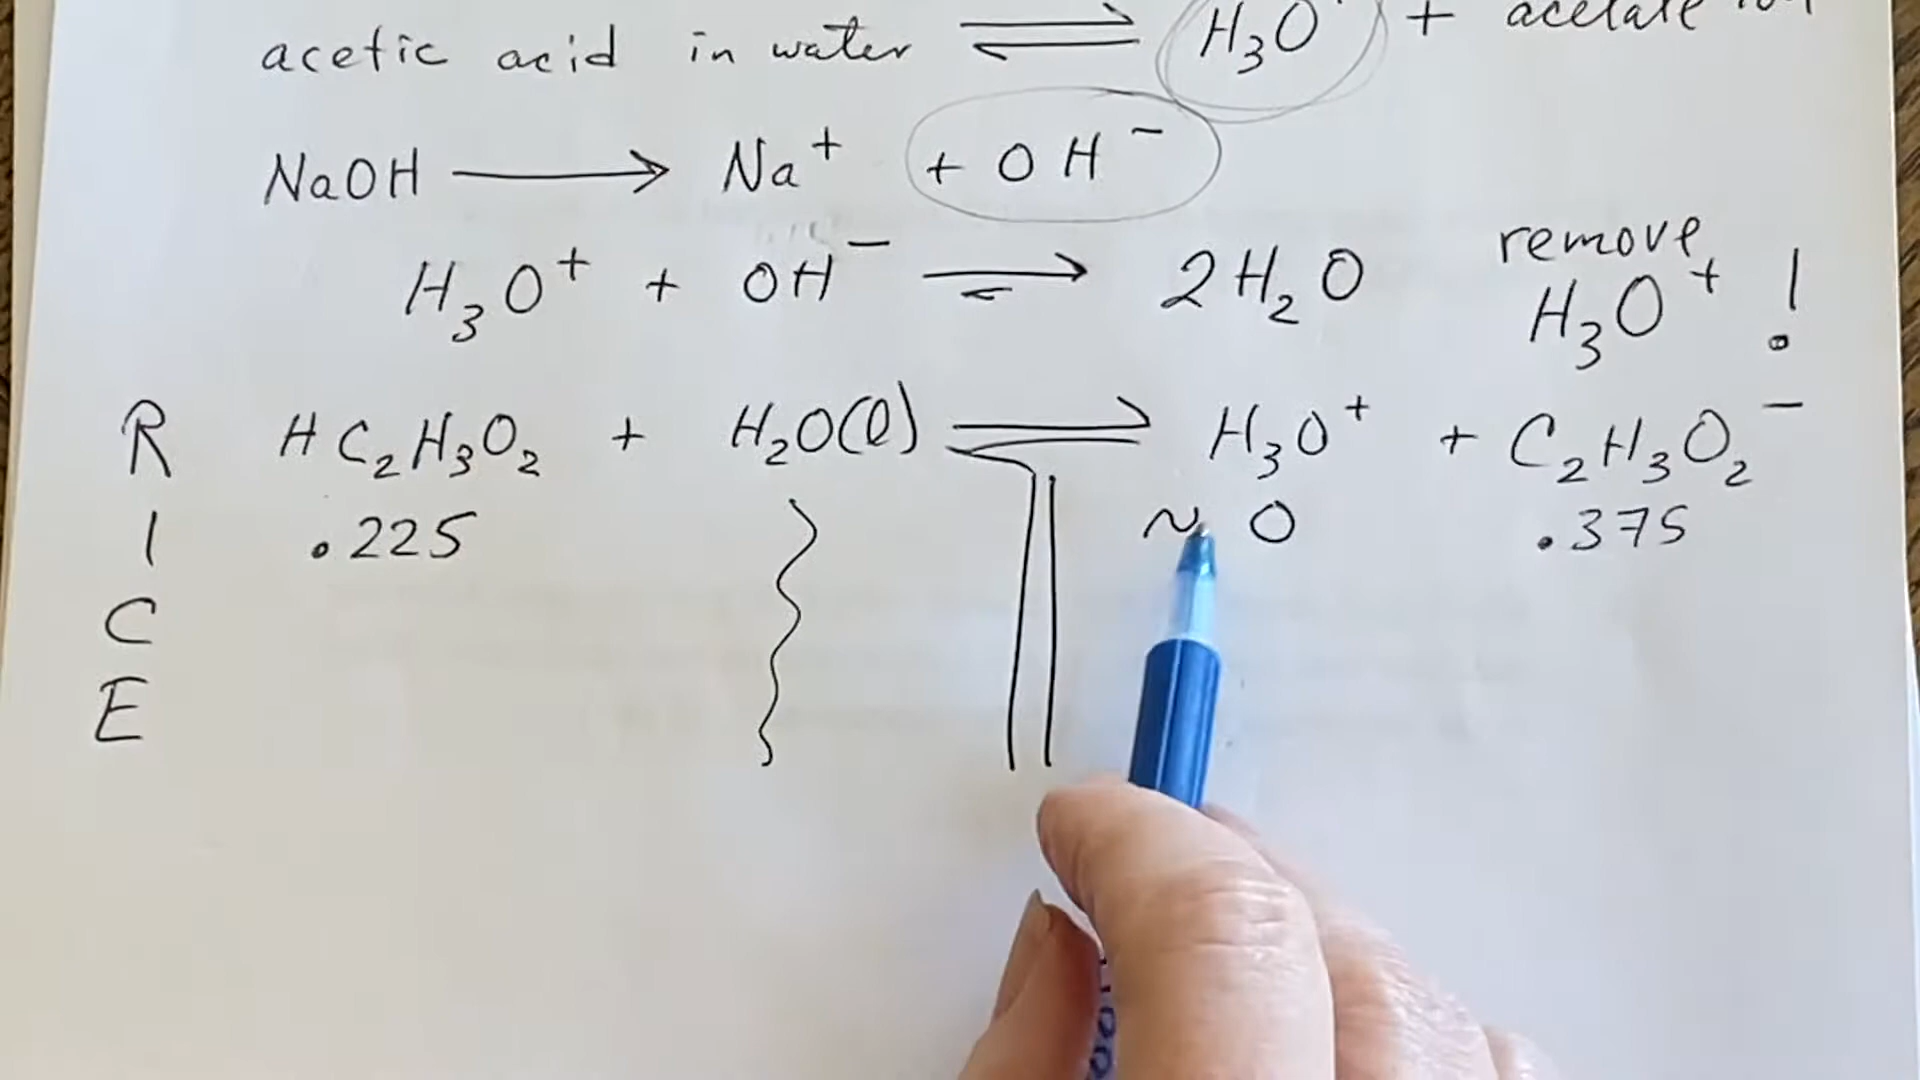 acetic acid in water ⇌ H₃O⁺ + acetate ion
NaOH → Na⁺ + OH⁻
H₃O⁺ + OH⁻ ⇌ 2H₂O remove H₃O⁺ !
R HC₂H₃O₂ + H₂O(l) ⇌ H₃O⁺ + C₂H₃O₂⁻
I .225 ~ 0 .375
C
E